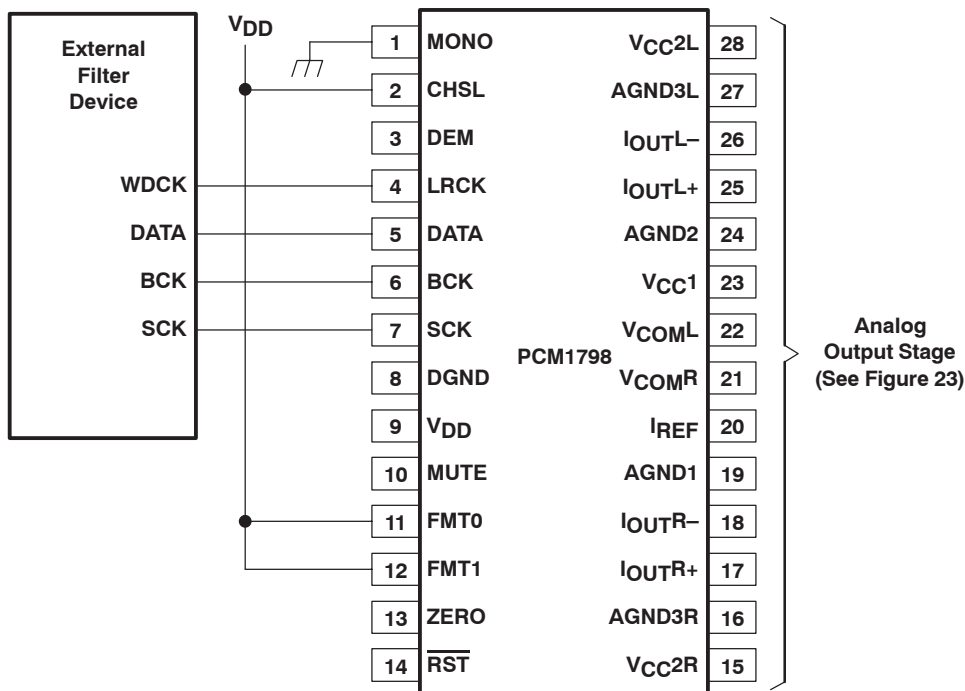 External
Filter
Device
WDCK
DATA
BCK
SCK
VDD
1 MONO
2 CHSL
3 DEM
4 LRCK
5 DATA
6 BCK
7 SCK
8 DGND
9 VDD
10 MUTE
11 FMT0
12 FMT1
13 ZERO
14 RST
PCM1798
VCC2L 28
AGND3L 27
IOUTL– 26
IOUTL+ 25
AGND2 24
VCC1 23
VCOML 22
VCOMR 21
IREF 20
AGND1 19
IOUTR– 18
IOUTR+ 17
AGND3R 16
VCC2R 15
Analog
Output Stage
(See Figure 23)